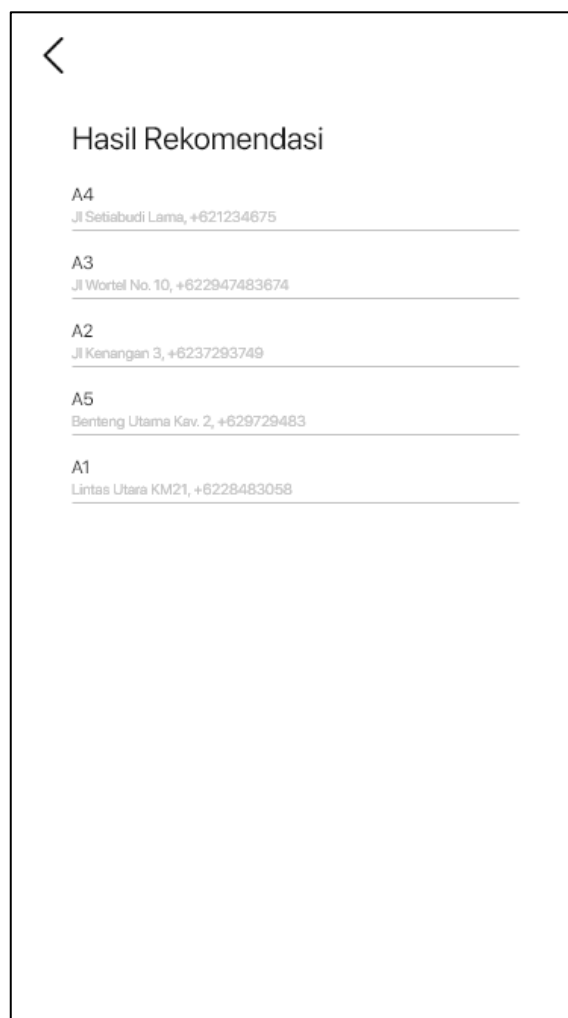 Hasil Rekomendasi
A4
Jl Setiabudi Lama, +621234675
A3
Jl Wortel No. 10, +622947483674
A2
Jl Kenangan 3, +6237293749
A5
Benteng Utama Kav. 2, +629729483
A1
Lintas Utara KM21, +6228483058